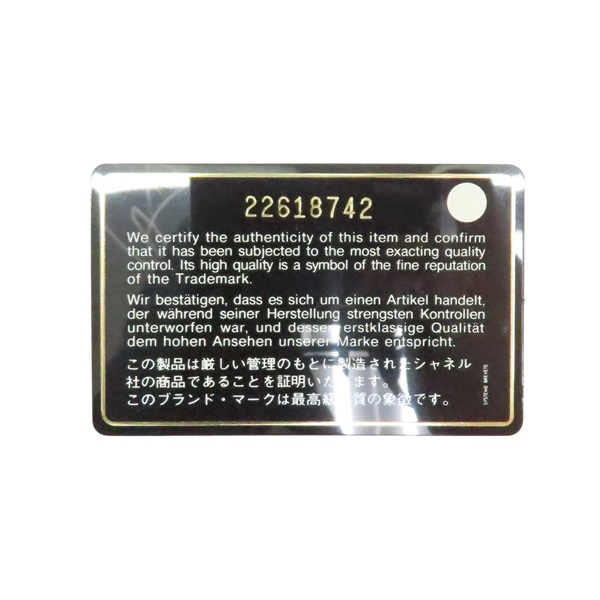 22618742
We certify the authenticity of this item and confirm
that it has been subjected to the most exacting quality
control. Its high quality is a symbol of the fine reputation
of the Trademark.
Wir bestätigen, dass es sich um einen Artikel handelt,
der während seiner Herstellung strengsten Kontrollen
unterworfen war, und dessen erstklassige Qualität
dem hohen Ansehen unserer Marke entspricht.
この製品は厳しい管理のもとに製造されたシャネル
社の商品であることを証明いたします。
このブランド・マークは最高級品質の象徴です。
SYSTEME BREVETE